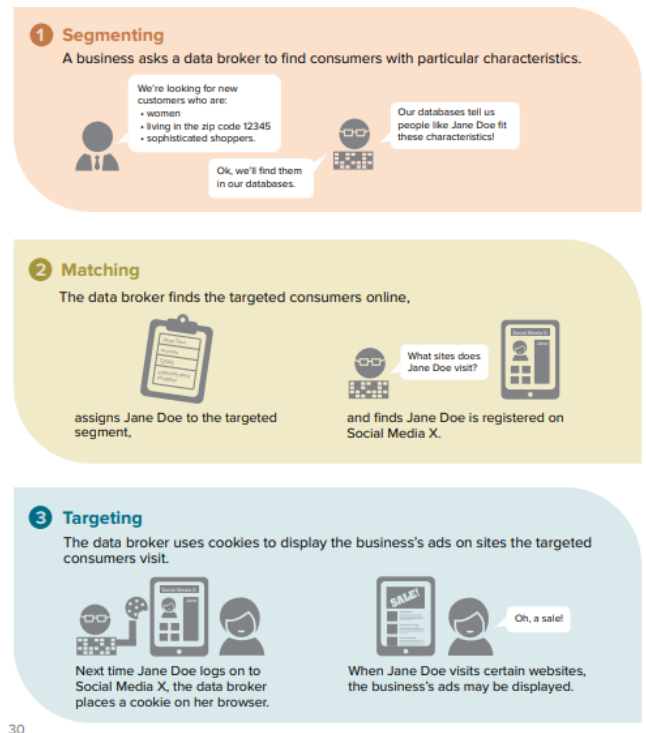 1 Segmenting
A business asks a data broker to find consumers with particular characteristics.
We're looking for new
customers who are:
• women
• living in the zip code 12345
• sophisticated shoppers.
Ok, we'll find them
in our databases.
Our databases tell us
people like Jane Doe fit
these characteristics!
2 Matching
The data broker finds the targeted consumers online,
Jane Doe
12345
assigns Jane Doe to the targeted
segment,
What sites does
Jane Doe visit?
Social Media X
Jane
and finds Jane Doe is registered on
Social Media X.
3 Targeting
The data broker uses cookies to display the business's ads on sites the targeted
consumers visit.
Social Media X
Jane
Next time Jane Doe logs on to
Social Media X, the data broker
places a cookie on her browser.
SALE!
Oh, a sale!
When Jane Doe visits certain websites,
the business's ads may be displayed.
30